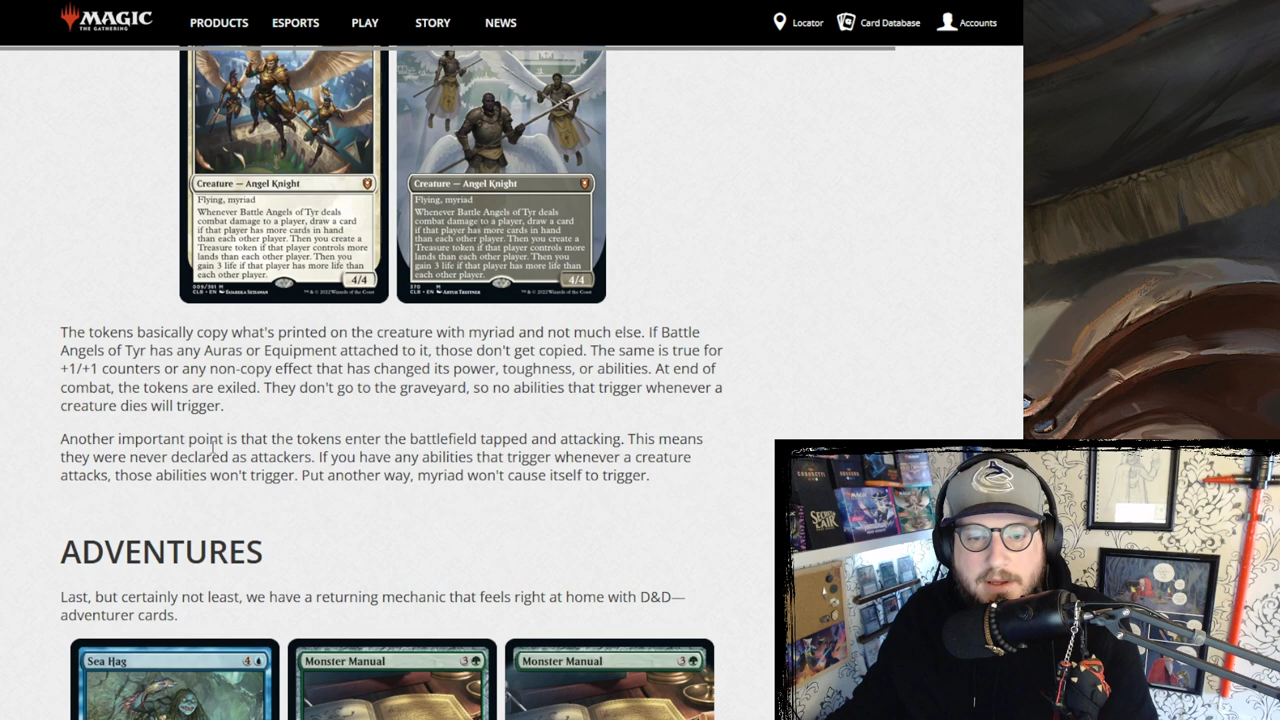 MAGIC
THE GATHERING
PRODUCTS ESPORTS PLAY STORY NEWS
Locator Card Database Accounts
Creature — Angel Knight
Flying, myriad
Whenever Battle Angels of Tyr deals
combat damage to a player, draw a card
if that player has more cards in hand
than each other player. Then you create a
Treasure token if that player controls more
lands than each other player. Then you
gain 3 life if that player has more life than
each other player.
4/4
Creature — Angel Knight
Flying, myriad
Whenever Battle Angels of Tyr deals
combat damage to a player, draw a card
if that player has more cards in hand
than each other player. Then you create a
Treasure token if that player controls more
lands than each other player. Then you
gain 3 life if that player has more life than
each other player.
4/4
The tokens basically copy what's printed on the creature with myriad and not much else. If Battle
Angels of Tyr has any Auras or Equipment attached to it, those don't get copied. The same is true for
+1/+1 counters or any non-copy effect that has changed its power, toughness, or abilities. At end of
combat, the tokens are exiled. They don't go to the graveyard, so no abilities that trigger whenever a
creature dies will trigger.
Another important point is that the tokens enter the battlefield tapped and attacking. This means
they were never declared as attackers. If you have any abilities that trigger whenever a creature
attacks, those abilities won't trigger. Put another way, myriad won't cause itself to trigger.
ADVENTURES
Last, but certainly not least, we have a returning mechanic that feels right at home with D&D—
adventurer cards.
Sea Hag 4
Monster Manual 3
Monster Manual 3
SECRET
LAIR